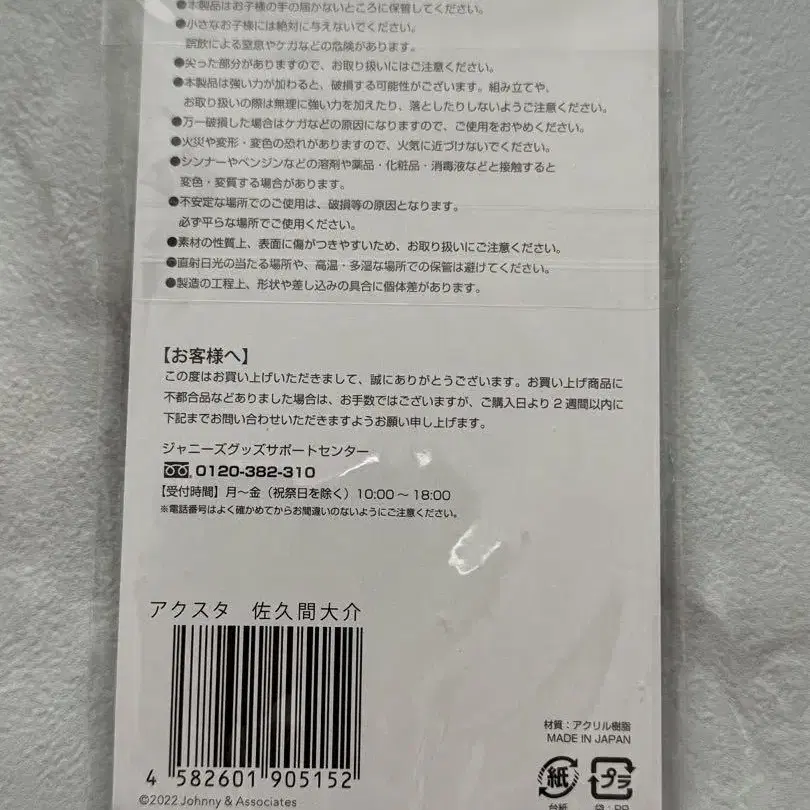 ●本製品はお子様の手の届かないところに保管してください。
●小さなお子様には絶対に与えないでください。
誤飲による窒息やケガなどの危険があります。
●尖った部分がありますので、お取り扱いにはご注意ください。
●本製品は強い力が加わると、破損する可能性がございます。組み立てや、
お取り扱いの際は無理に強い力を加えたり、落としたりしないようご注意ください。
●万一破損した場合はケガなどの原因になりますので、ご使用をおやめください。
●火災や変形・変色の恐れがありますので、火気に近づけないでください。
●シンナーやベンジンなどの溶剤や薬品・化粧品・消毒液などと接触すると
変色・変質する場合があります。
●不安定な場所でのご使用は、破損等の原因となります。
必ず平らな場所でご使用ください。
●素材の性質上、表面に傷がつきやすいため、お取り扱いにご注意ください。
●直射日光の当たる場所や、高温・多湿な場所での保管は避けてください。
●製造の工程上、形状や差し込みの具合に個体差があります。
【お客様へ】
この度はお買い上げいただきまして、誠にありがとうございます。お買い上げ商品に
不都合品などありました場合は、お手数ではございますが、ご購入日より2週間以内に
下記までお問い合わせいただきますようお願い申し上げます。
ジャニーズグッズサポートセンター
0120-382-310
【受付時間】月〜金（祝祭日を除く）10:00〜18:00
※電話番号はよく確かめてからお間違いのないようにご注意ください。
アクスタ 佐久間大介
4 582601 905152
©2022 Johnny & Associates
材質：アクリル樹脂
MADE IN JAPAN
紙 プラ
台紙 袋：PP